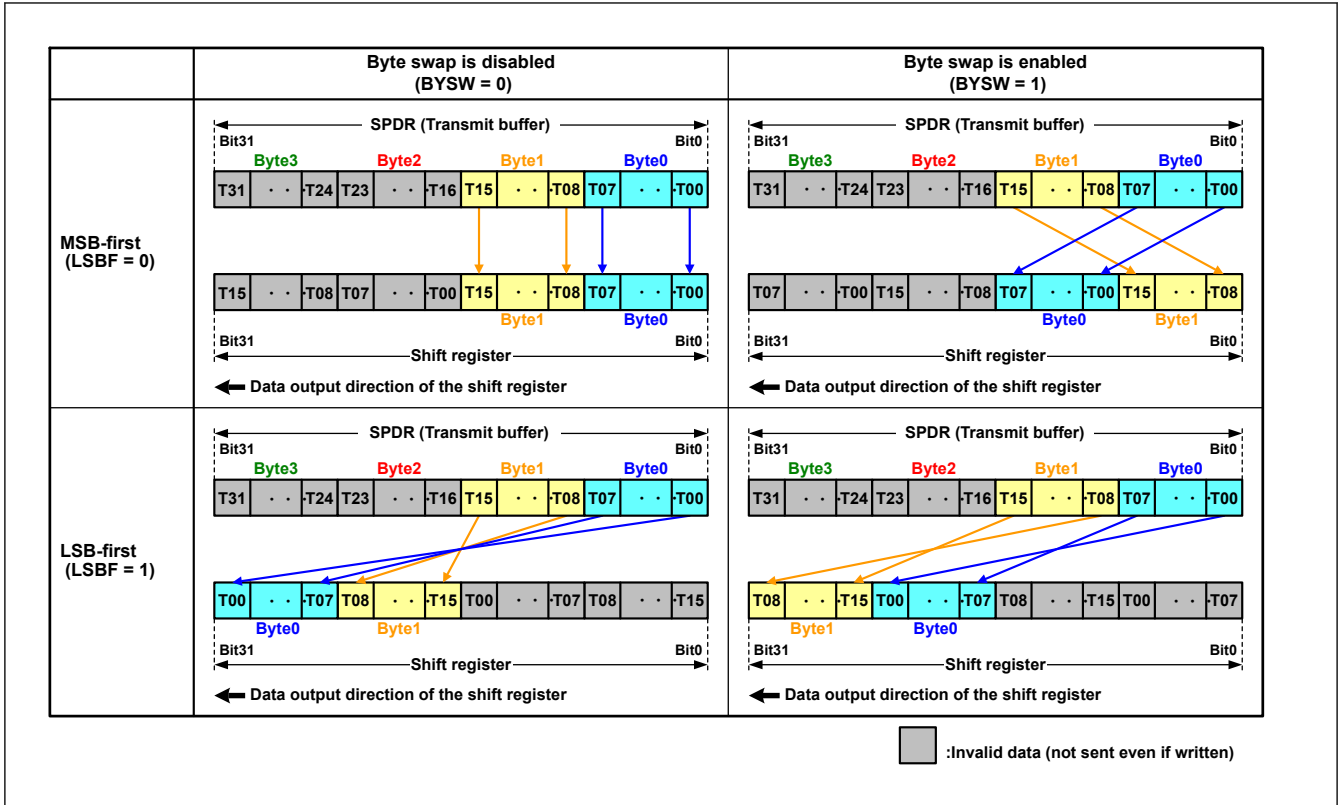 Byte swap is disabled
(BYSW = 0)
Byte swap is enabled
(BYSW = 1)
MSB-first
(LSBF = 0)
SPDR (Transmit buffer)
Bit31 Bit0
Byte3 Byte2 Byte1 Byte0
T31 · · ·T24 T23 · · ·T16 T15 · · ·T08 T07 · · ·T00
T15 · · ·T08 T07 · · ·T00 T15 · · ·T08 T07 · · ·T00
Byte1 Byte0
Bit31 Bit0
Shift register
Data output direction of the shift register
SPDR (Transmit buffer)
Bit31 Bit0
Byte3 Byte2 Byte1 Byte0
T31 · · ·T24 T23 · · ·T16 T15 · · ·T08 T07 · · ·T00
T07 · · ·T00 T15 · · ·T08 T07 · · ·T00 T15 · · ·T08
Byte0 Byte1
Bit31 Bit0
Shift register
Data output direction of the shift register
LSB-first
(LSBF = 1)
SPDR (Transmit buffer)
Bit31 Bit0
Byte3 Byte2 Byte1 Byte0
T31 · · ·T24 T23 · · ·T16 T15 · · ·T08 T07 · · ·T00
T00 · · ·T07 T08 · · ·T15 T00 · · ·T07 T08 · · ·T15
Byte0 Byte1
Bit31 Bit0
Shift register
Data output direction of the shift register
SPDR (Transmit buffer)
Bit31 Bit0
Byte3 Byte2 Byte1 Byte0
T31 · · ·T24 T23 · · ·T16 T15 · · ·T08 T07 · · ·T00
T08 · · ·T15 T00 · · ·T07 T08 · · ·T15 T00 · · ·T07
Byte1 Byte0
Bit31 Bit0
Shift register
Data output direction of the shift register
:Invalid data (not sent even if written)